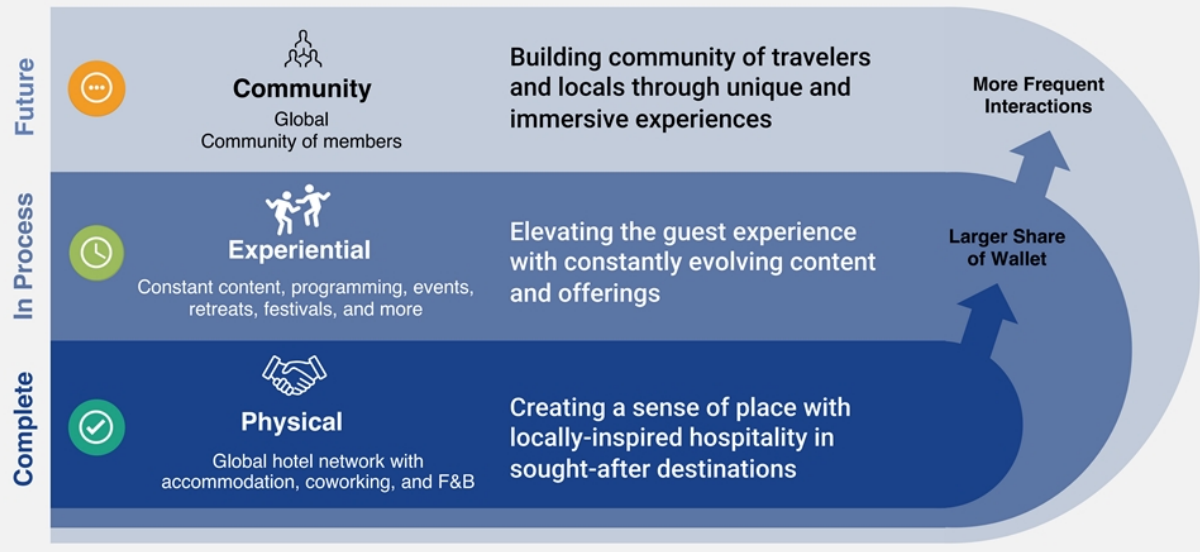 Future
Community
Global
Community of members
Building community of travelers
and locals through unique and
immersive experiences
More Frequent
Interactions
In Process
Experiential
Constant content, programming, events,
retreats, festivals, and more
Elevating the guest experience
with constantly evolving content
and offerings
Larger Share
of Wallet
Complete
Physical
Global hotel network with
accommodation, coworking, and F&B
Creating a sense of place with
locally-inspired hospitality in
sought-after destinations